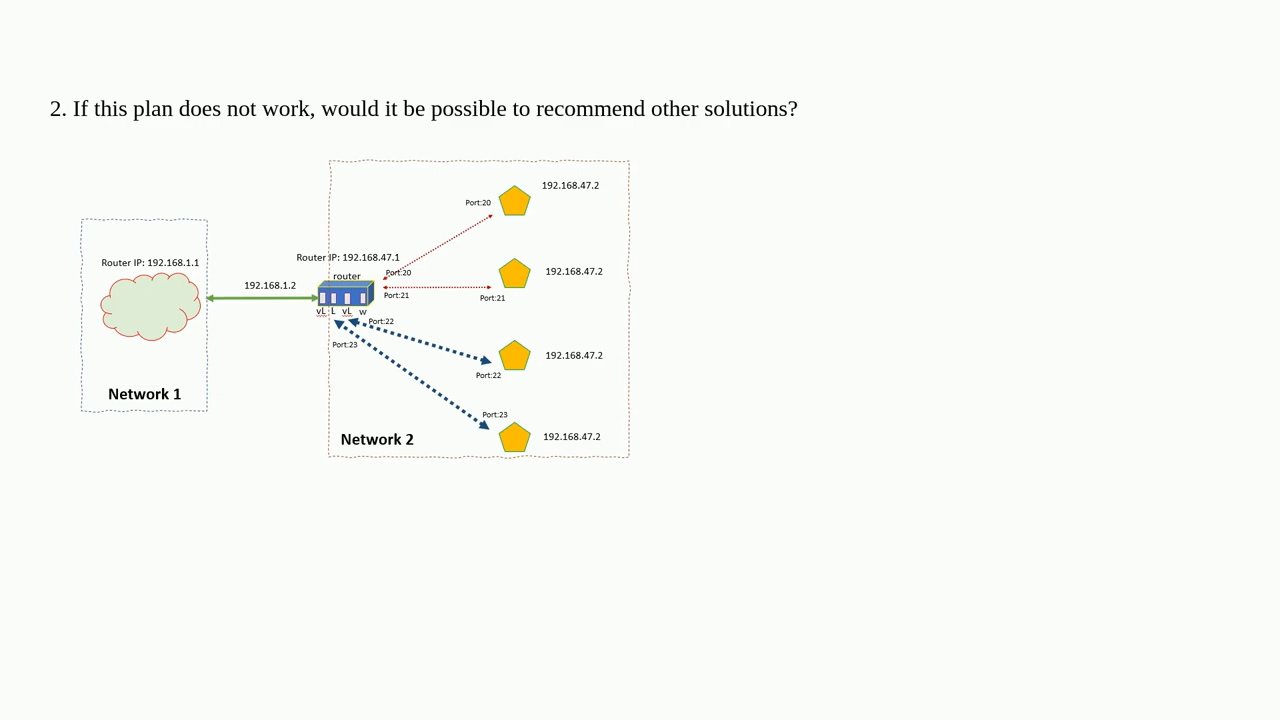 2. If this plan does not work, would it be possible to recommend other solutions?
192.168.47.2
Port:20
Router IP: 192.168.47.1
Router IP: 192.168.1.1
Port:20
192.168.47.2
router
192.168.1.2
Port:21
Port:21
vL L vL w
Port:22
Port:23
192.168.47.2
Port:22
Network 1
Port:23
192.168.47.2
Network 2